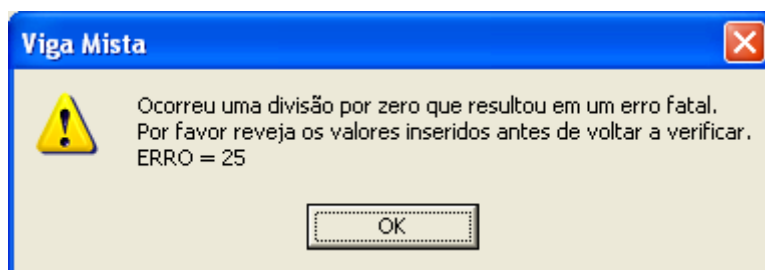 Viga Mista
Ocorreu uma divisão por zero que resultou em um erro fatal.
Por favor reveja os valores inseridos antes de voltar a verificar.
ERRO = 25
OK